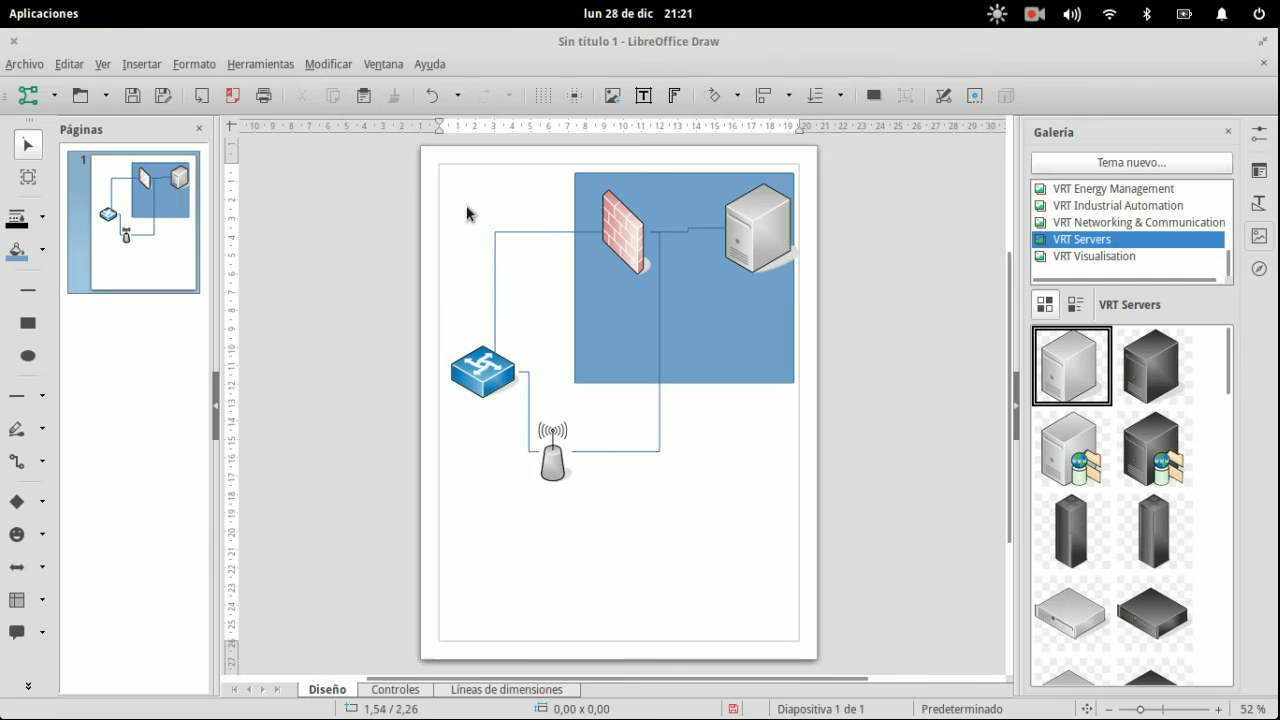 Aplicaciones
lun 28 de dic 21:21
Sin título 1 - LibreOffice Draw
Archivo Editar Ver Insertar Formato Herramientas Modificar Ventana Ayuda
Páginas
1
Galería
Tema nuevo...
VRT Energy Management
VRT Industrial Automation
VRT Networking & Communication
VRT Servers
VRT Visualisation
VRT Servers
Diseño Controles Líneas de dimensiones
1,54 / 2,26 0,00 x 0,00 Diapositiva 1 de 1 Predeterminado 52 %